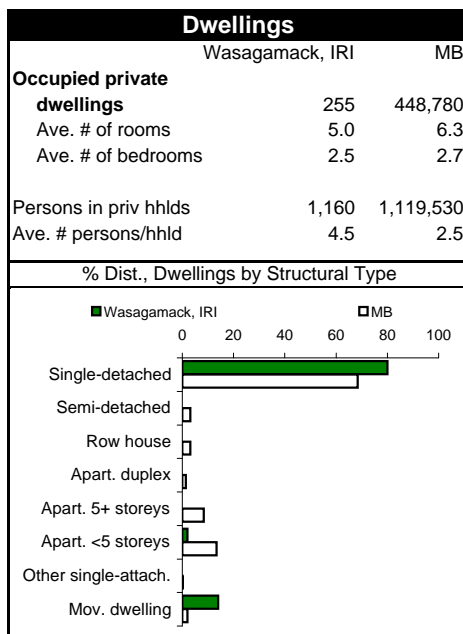 Dwellings
Wasagamack, IRI MB
Occupied private
dwellings 255 448,780
Ave. # of rooms 5.0 6.3
Ave. # of bedrooms 2.5 2.7
Persons in priv hhlds 1,160 1,119,530
Ave. # persons/hhld 4.5 2.5
% Dist., Dwellings by Structural Type
Wasagamack, IRI MB
0 20 40 60 80 100
Single-detached
Semi-detached
Row house
Apart. duplex
Apart. 5+ storeys
Apart. <5 storeys
Other single-attach.
Mov. dwelling